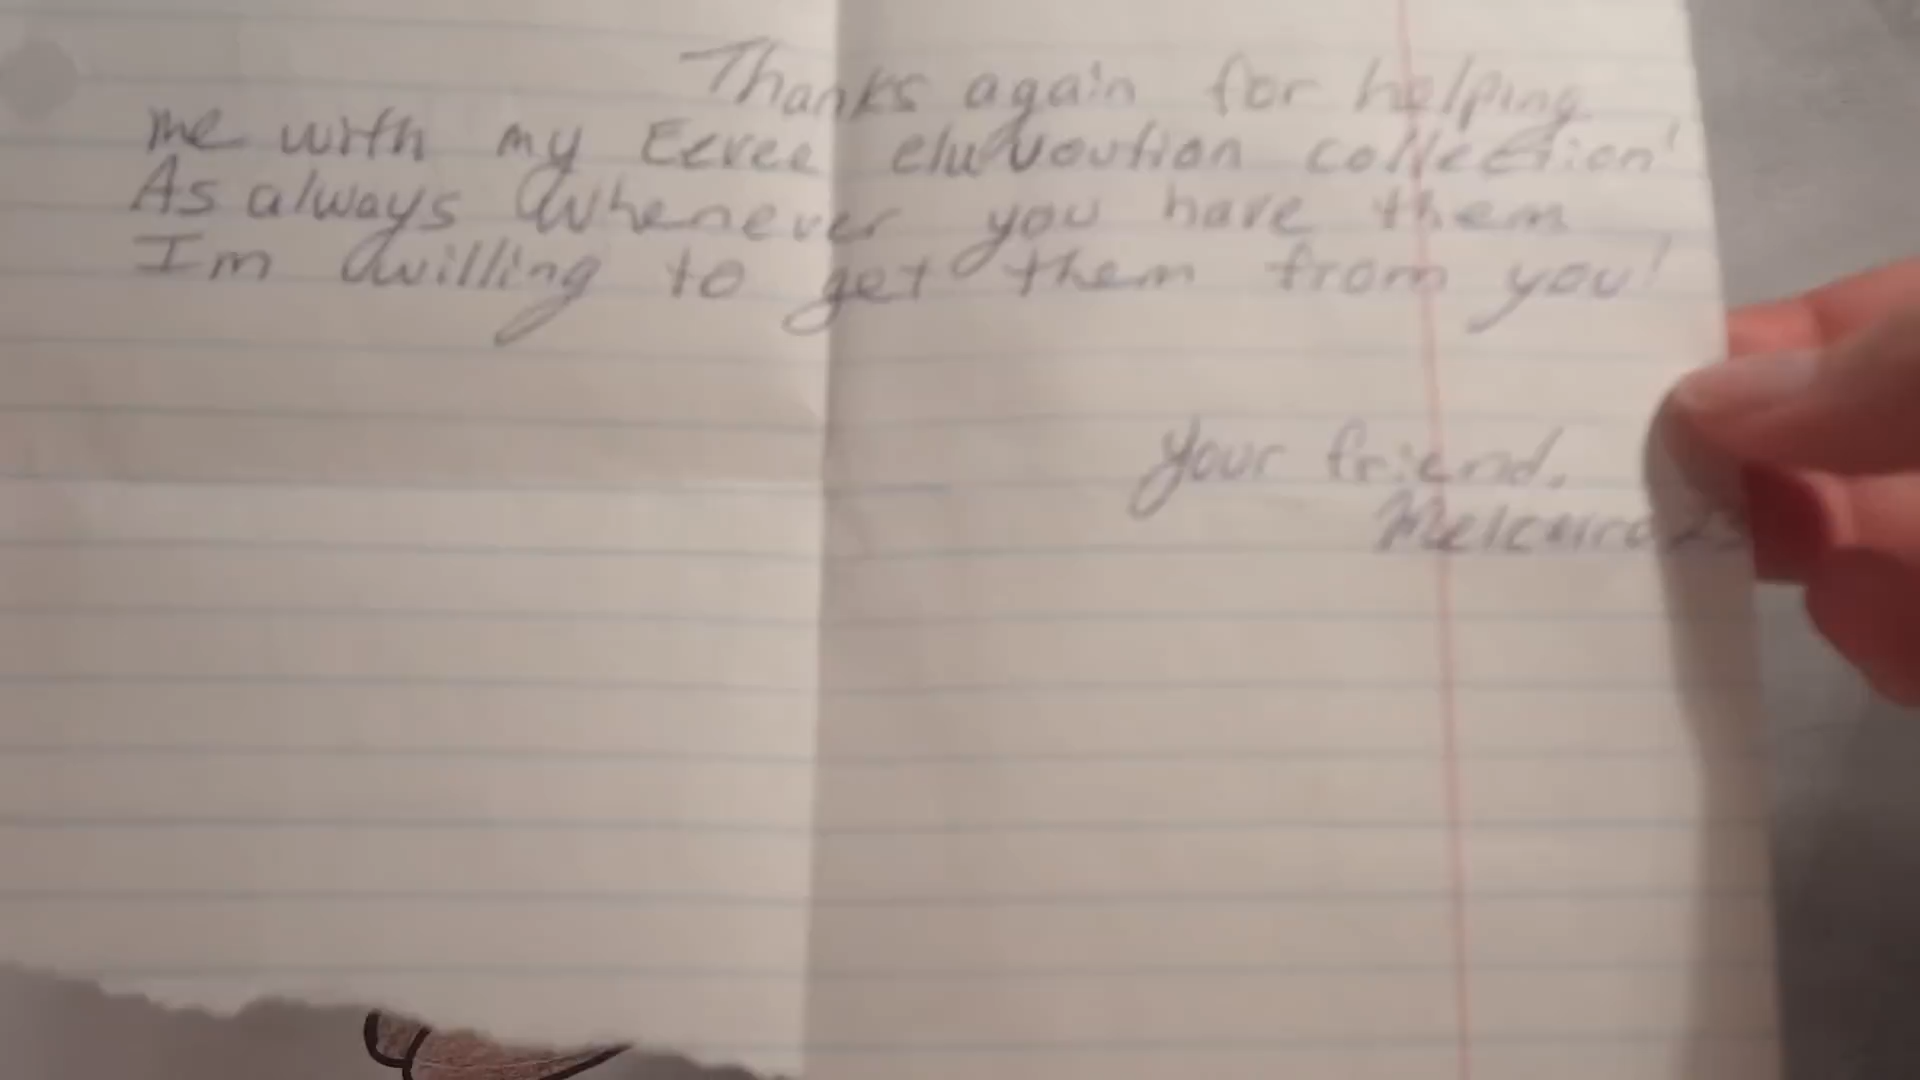 Thanks again for helping
me with my Eevee eluvoution collection!
As always whenever you have them
Im willing to get them from you!
Your friend,